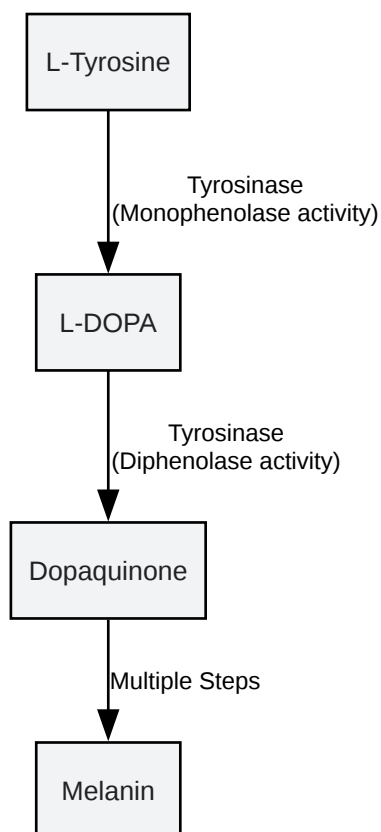 L-Tyrosine
Tyrosinase
(Monophenolase activity)
L-DOPA
Tyrosinase
(Diphenolase activity)
Dopaquinone
Multiple Steps
Melanin